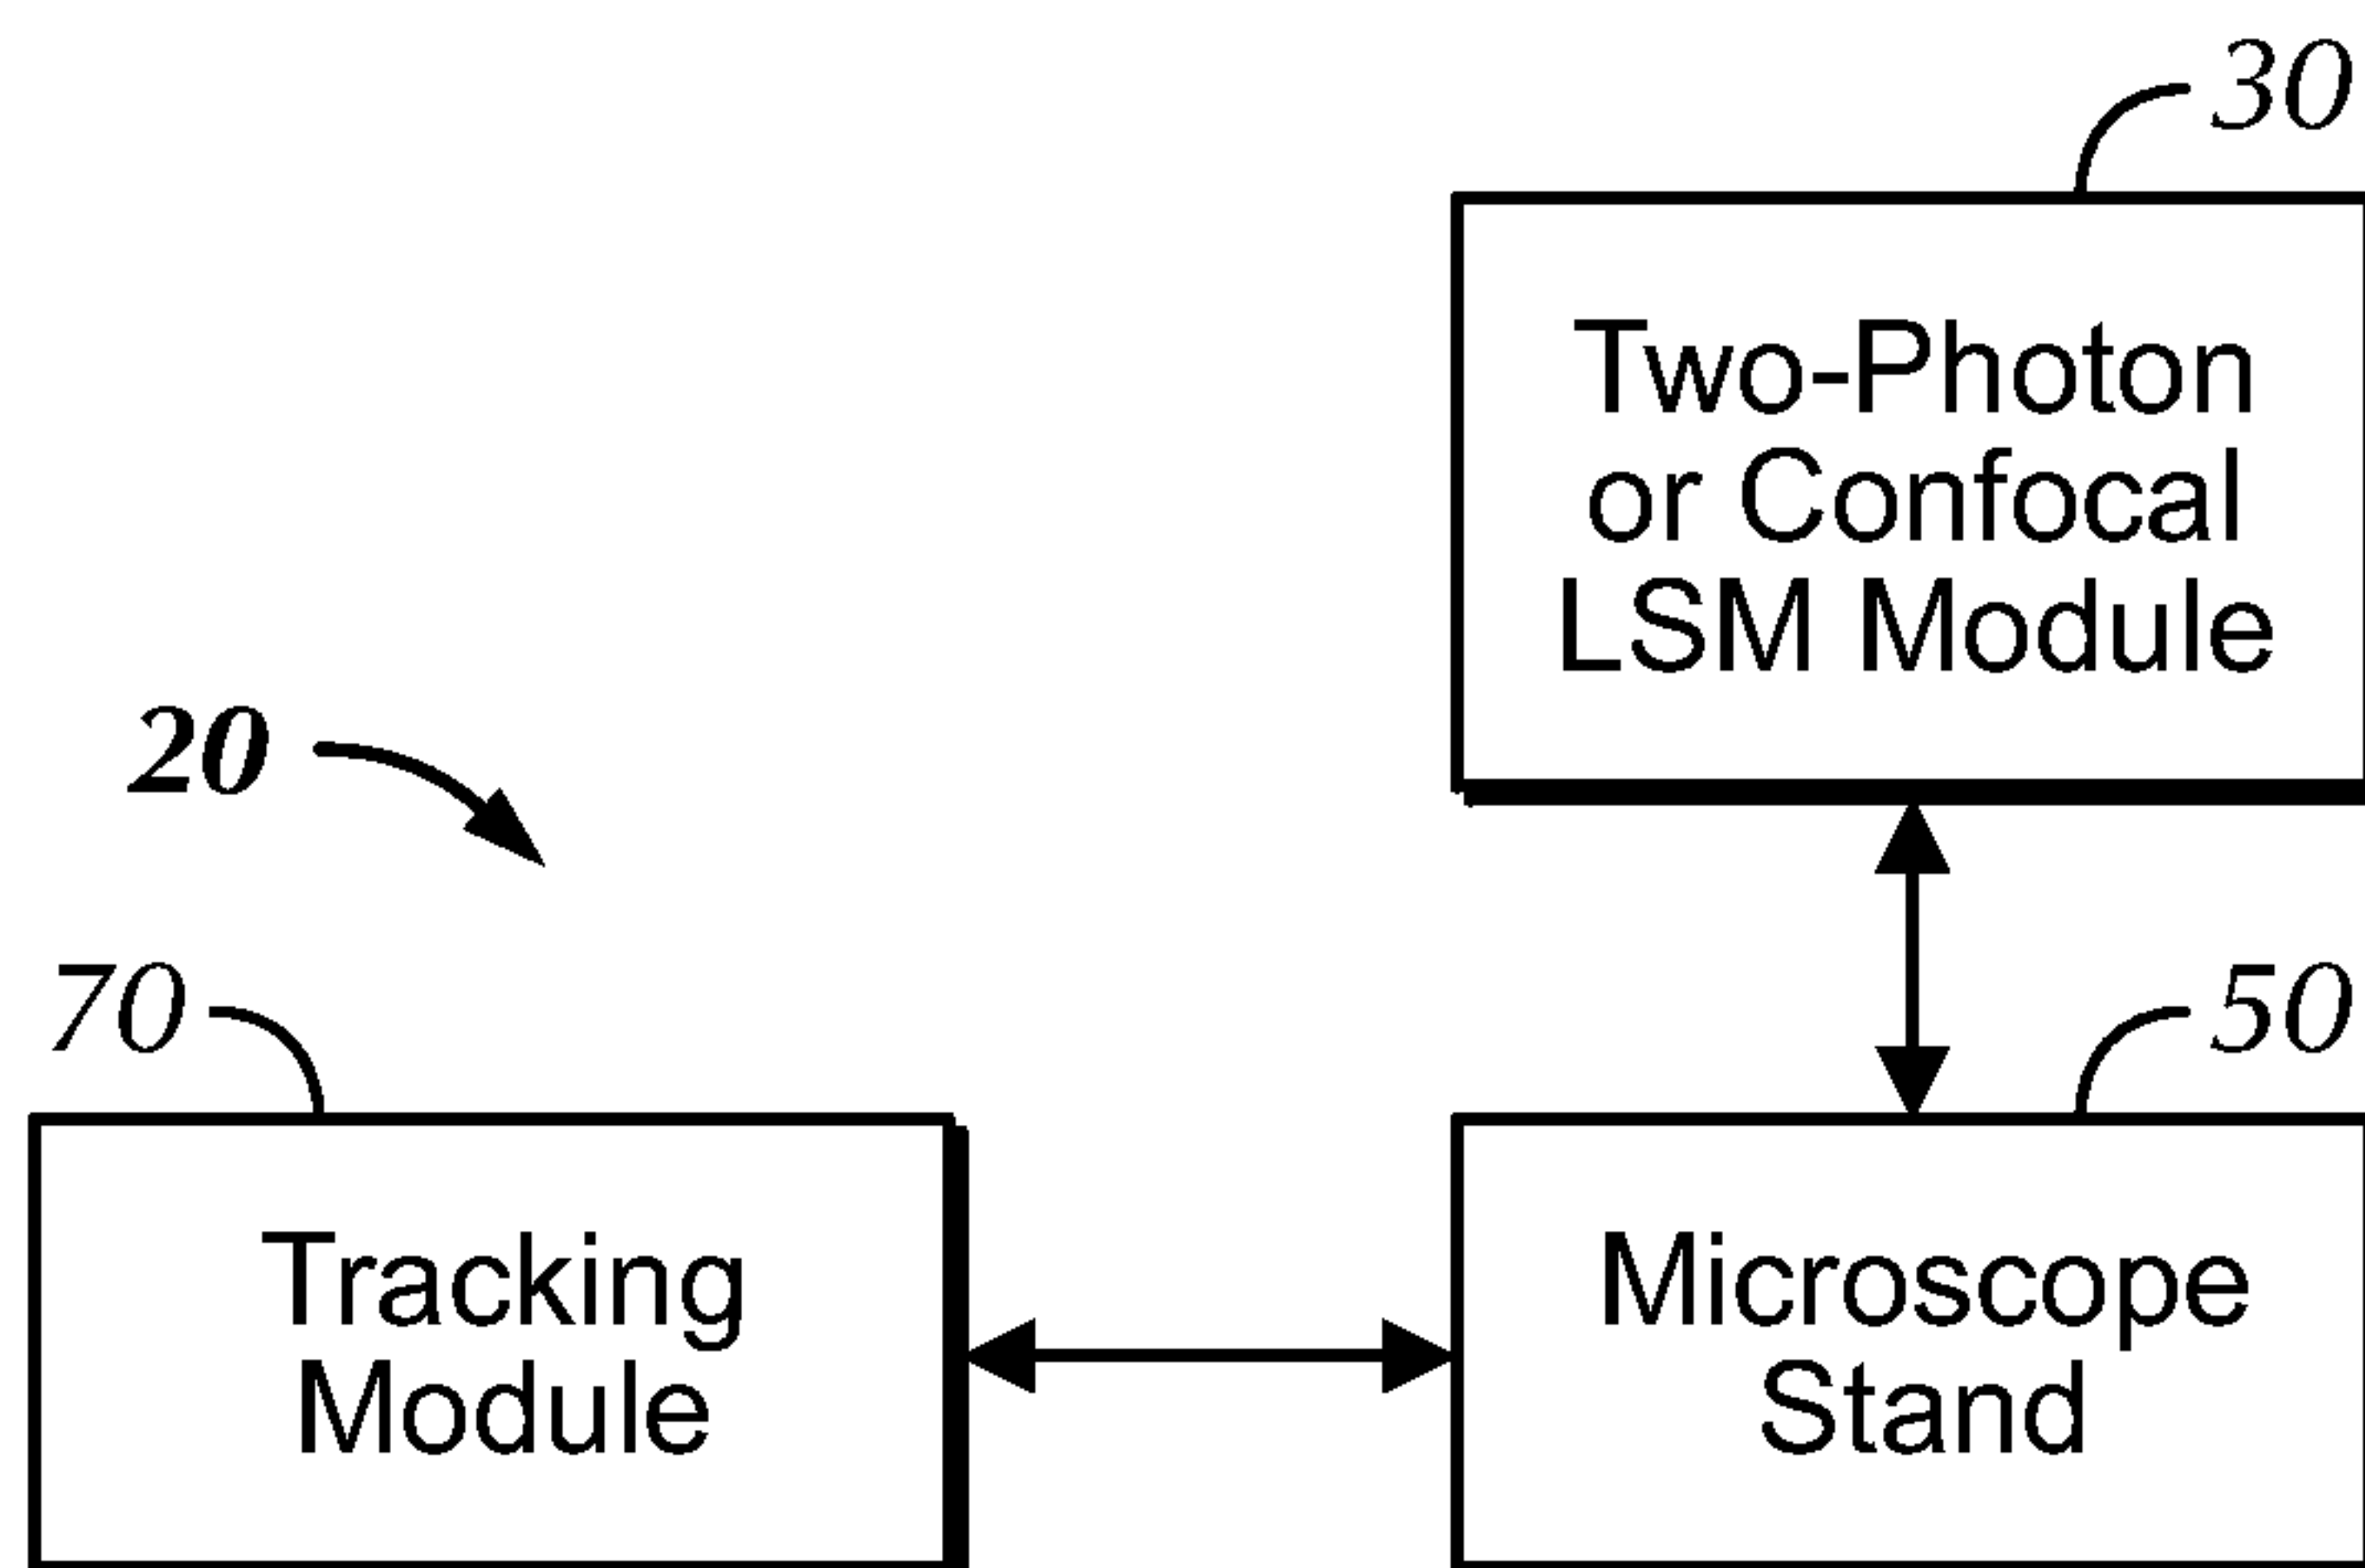 30
Two-Photon
or Confocal
LSM Module
20
70
50
Tracking
Module
Microscope
Stand